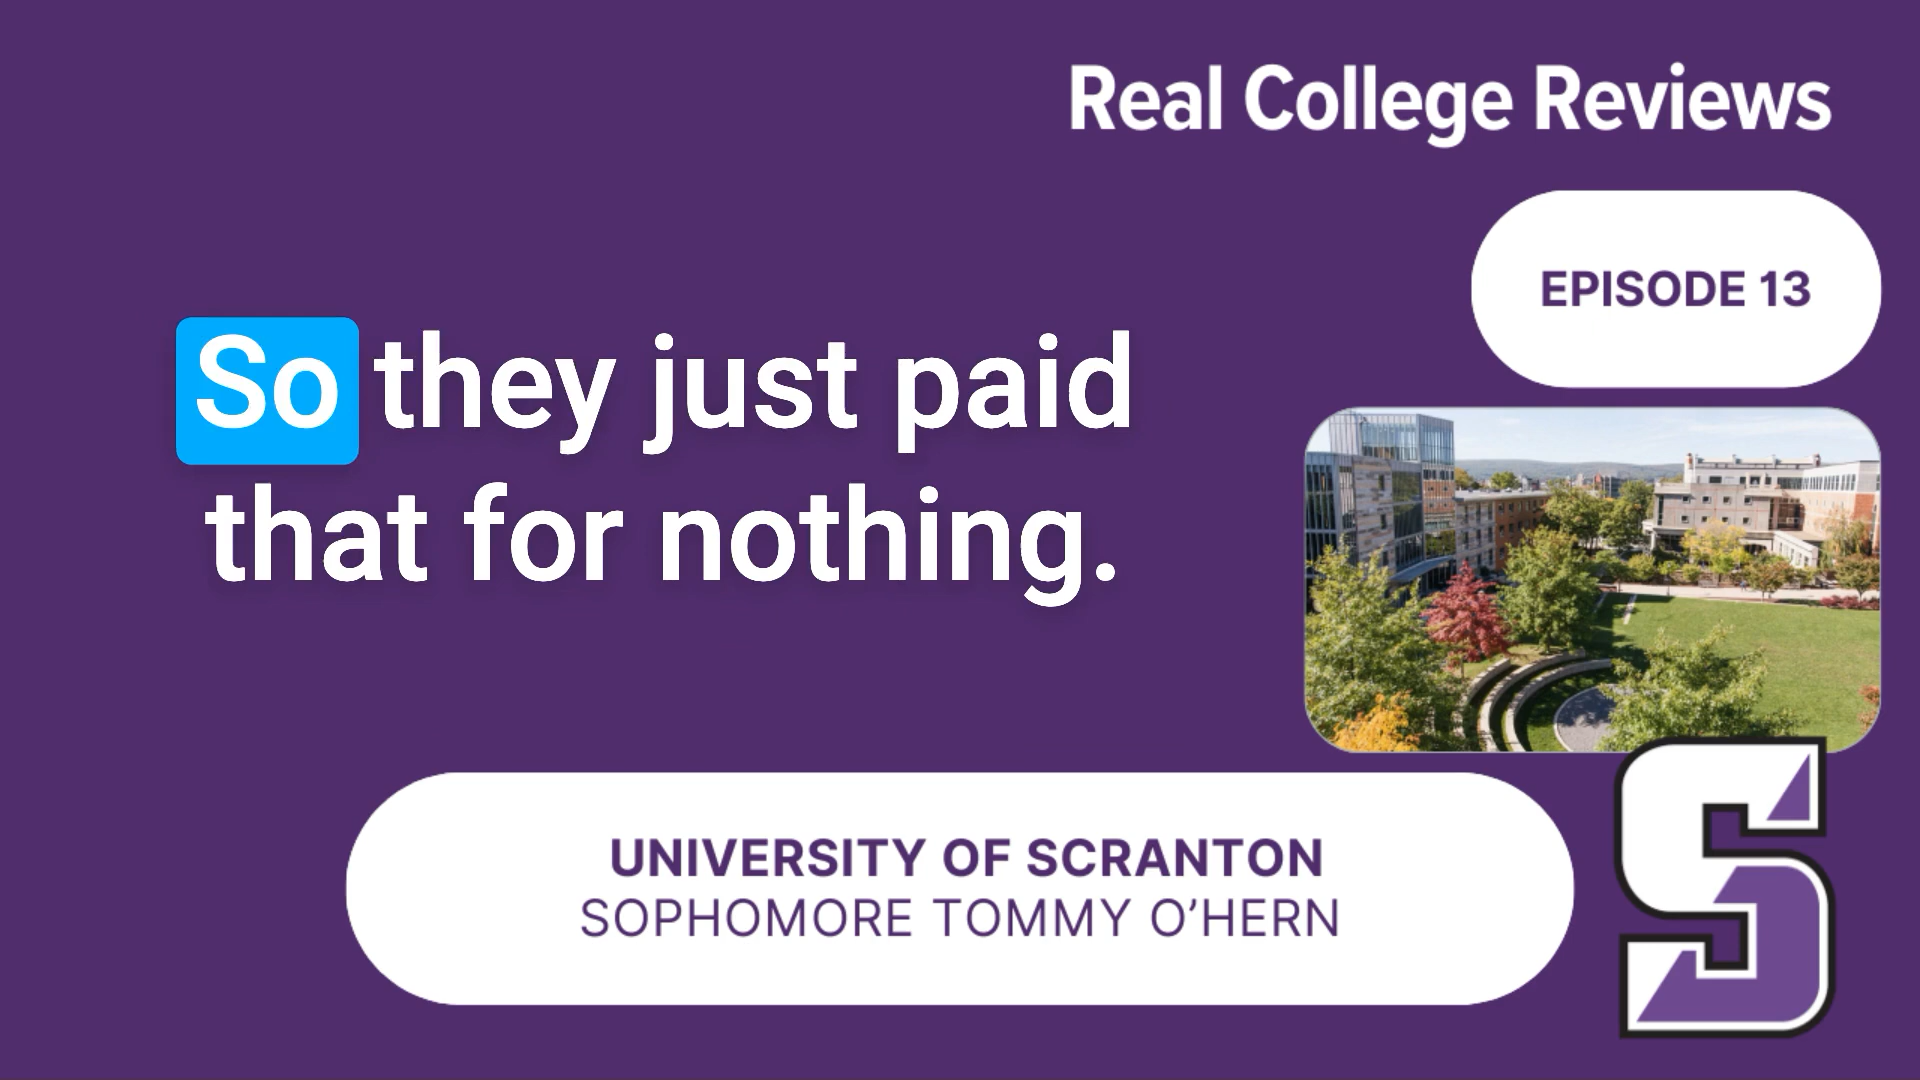 Real College Reviews
EPISODE 13
So they just paid
that for nothing.
UNIVERSITY OF SCRANTON
SOPHOMORE TOMMY O’HERN
S